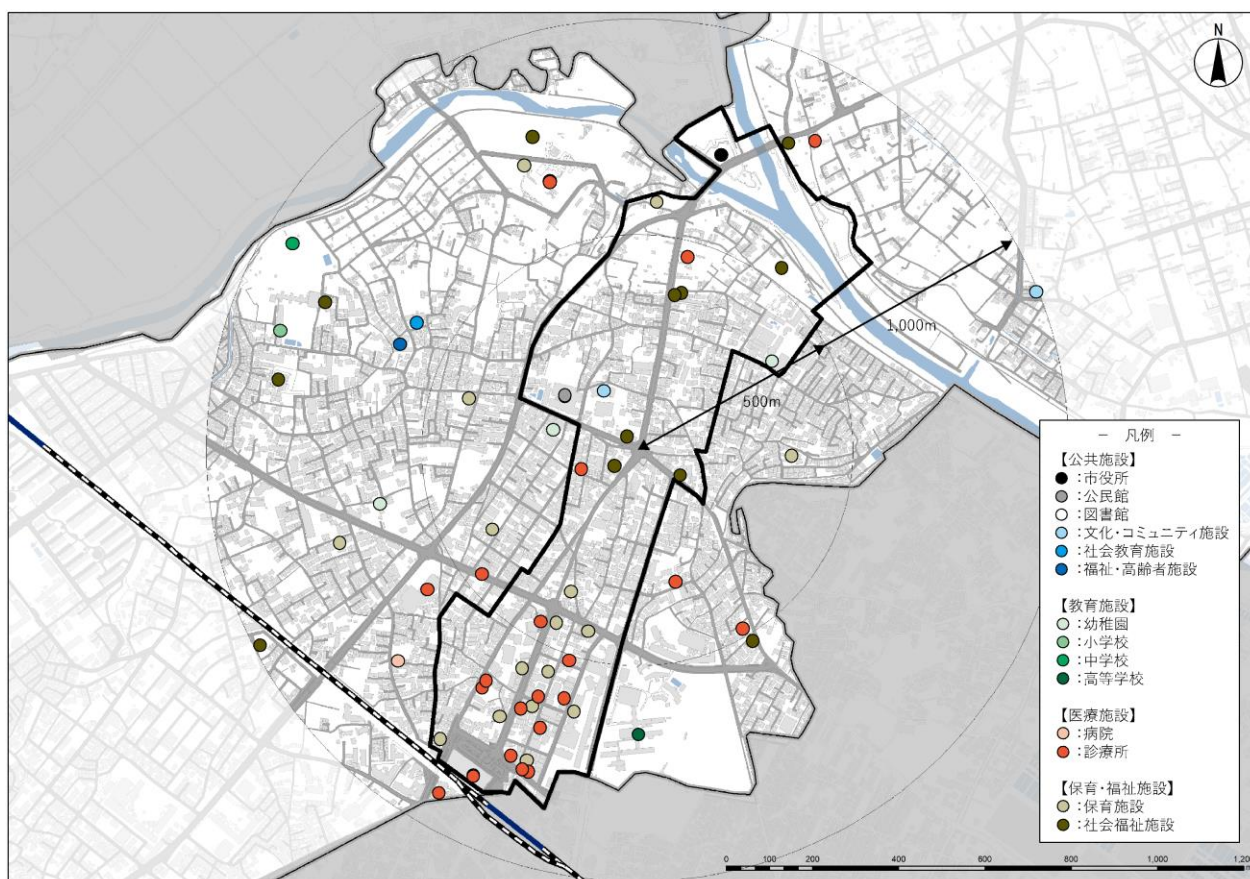 N
1,000m
500m
－ 凡例 －
【公共施設】
：市役所
：公民館
：図書館
：文化・コミュニティ施設
：社会教育施設
：福祉・高齢者施設
【教育施設】
：幼稚園
：小学校
：中学校
：高等学校
【医療施設】
：病院
：診療所
【保育・福祉施設】
：保育施設
：社会福祉施設
0 100 200 400 600 800 1,000